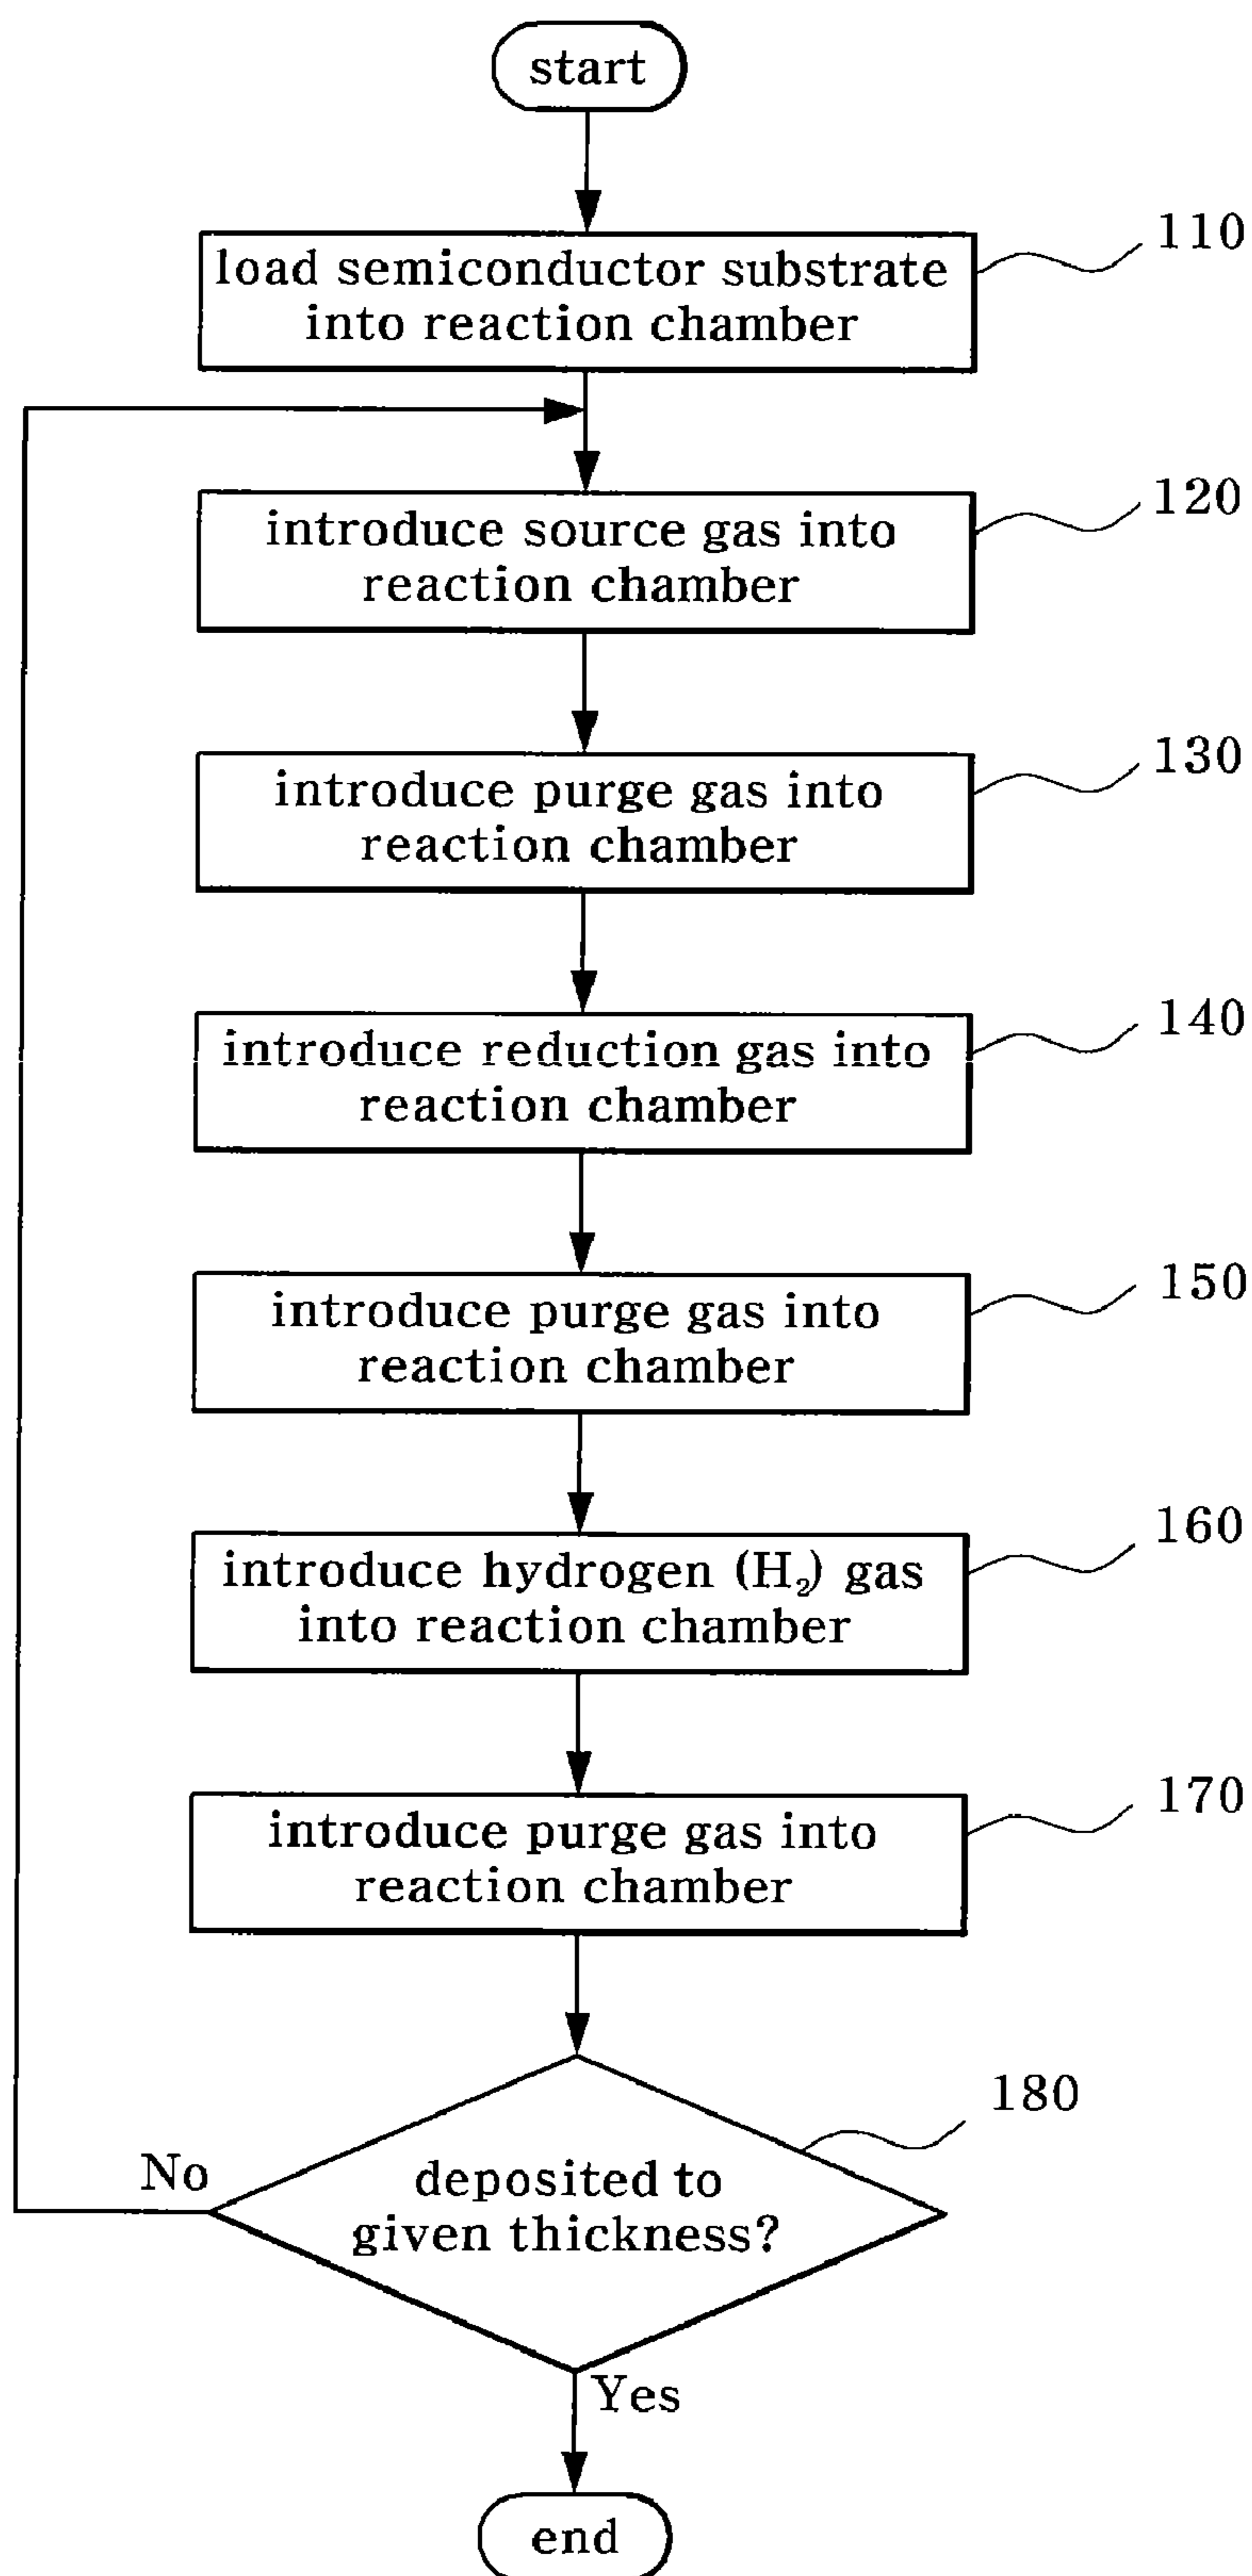 start
load semiconductor substrate
into reaction chamber
110
introduce source gas into
reaction chamber
120
introduce purge gas into
reaction chamber
130
introduce reduction gas into
reaction chamber
140
introduce purge gas into
reaction chamber
150
introduce hydrogen (H₂) gas
into reaction chamber
160
introduce purge gas into
reaction chamber
170
180
No
deposited to
given thickness?
Yes
end